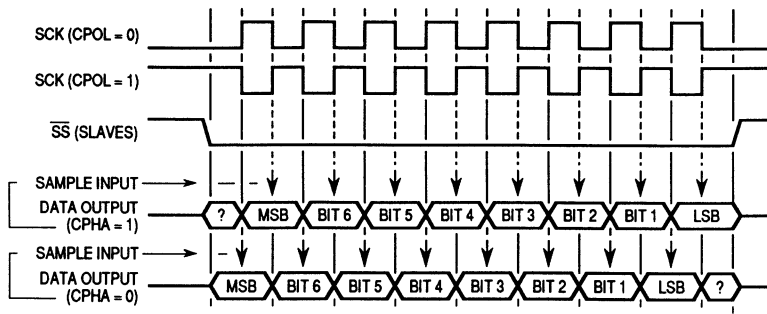 SCK (CPOL = 0)
SCK (CPOL = 1)
SS (SLAVES)
SAMPLE INPUT
DATA OUTPUT
(CPHA = 1)
? MSB BIT 6 BIT 5 BIT 4 BIT 3 BIT 2 BIT 1 LSB
SAMPLE INPUT
DATA OUTPUT
(CPHA = 0)
MSB BIT 6 BIT 5 BIT 4 BIT 3 BIT 2 BIT 1 LSB ?